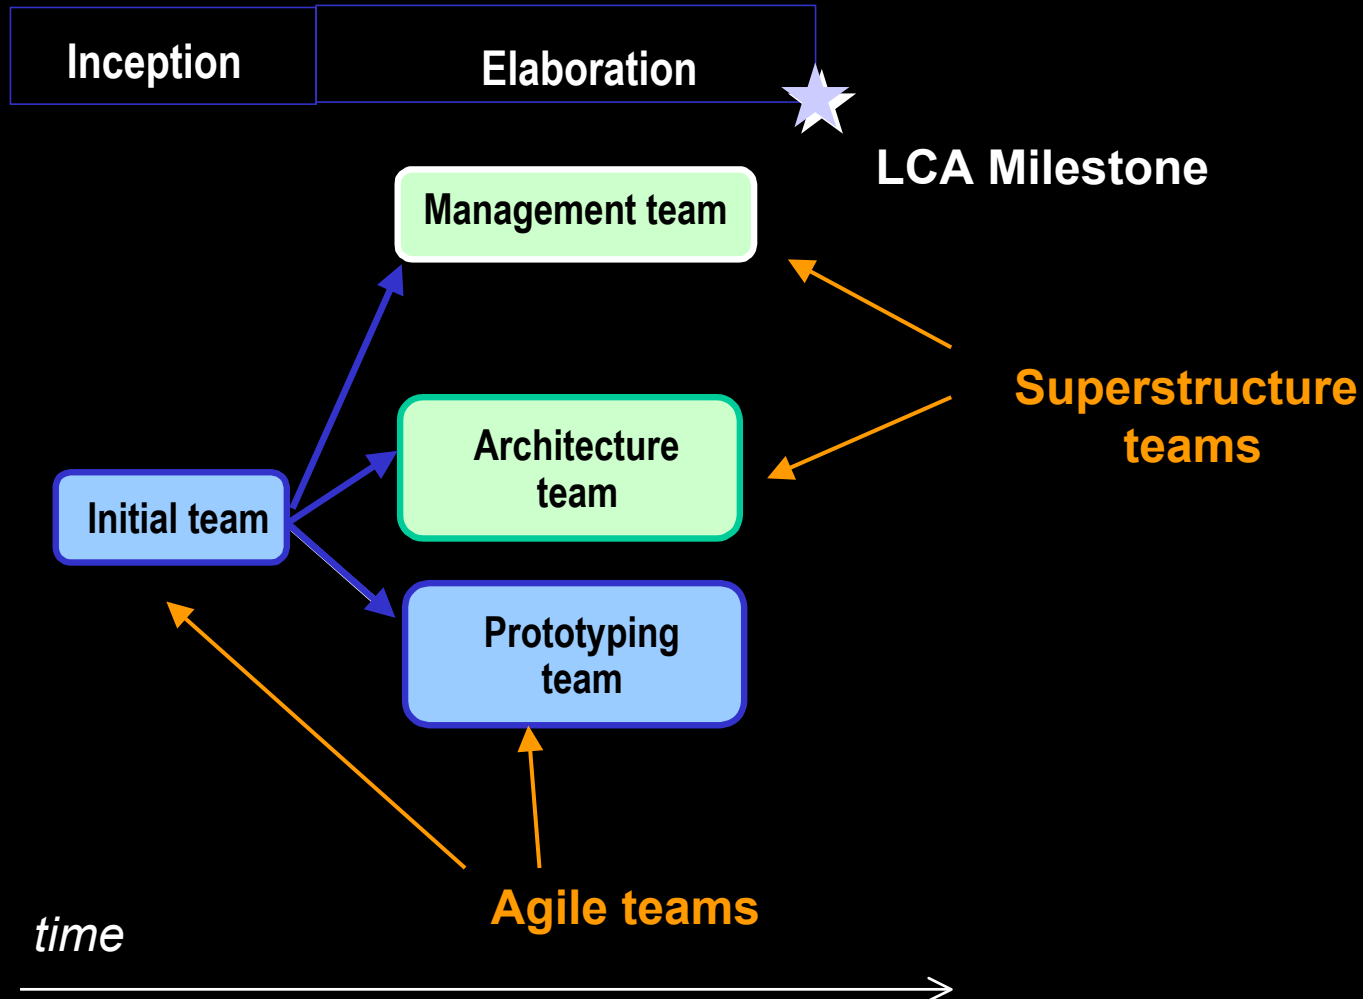 Inception
Elaboration
LCA Milestone
Management team
Superstructure
teams
Architecture
team
Initial team
Prototyping
team
Agile teams
time